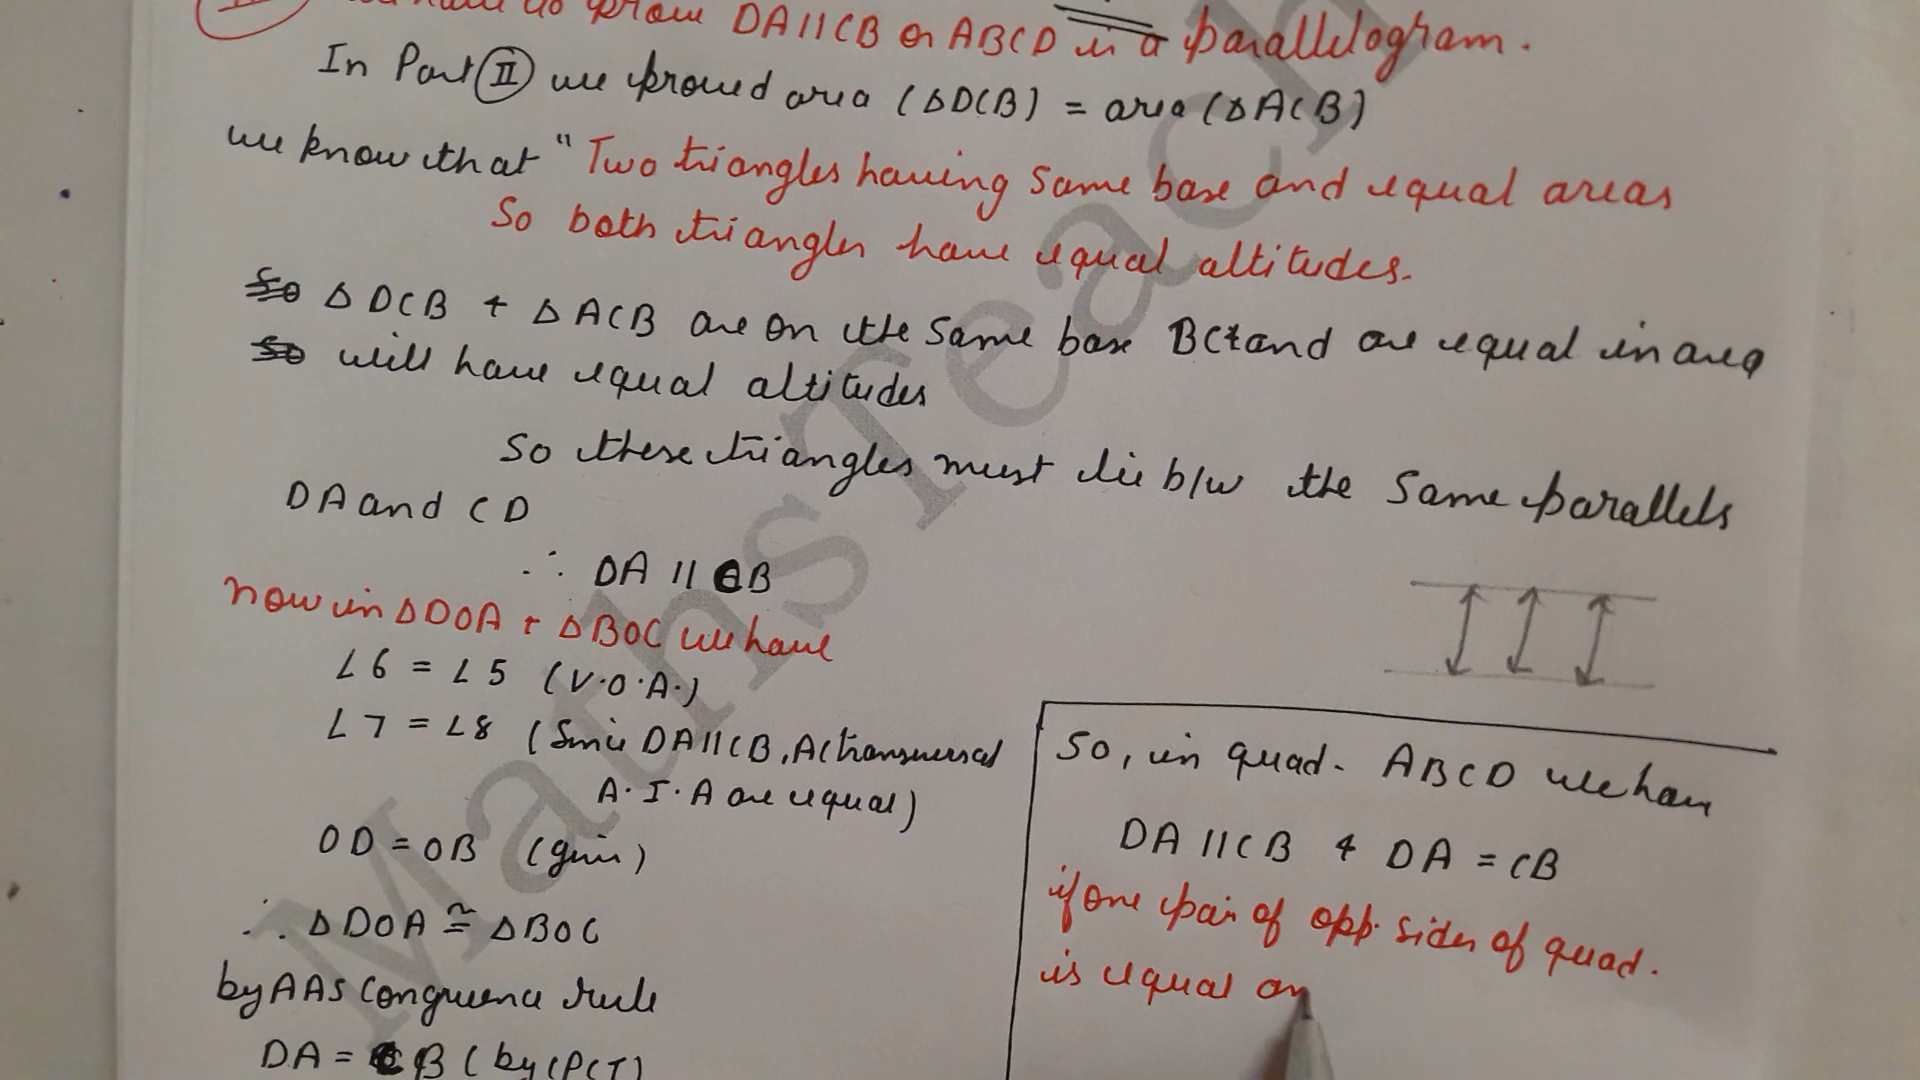 to prove DA||CB or ABCD is a parallelogram.
In Part II we proved area (ΔDCB) = area (ΔACB)
we know that "Two triangles having same base and equal areas
So both triangles have equal altitudes.
ΔDCB + ΔACB are on the same base BC and are equal in area
will have equal altitudes
So these triangles must lie b/w the same parallels
DA and CD
∴ DA || CB
now in ΔDOA + ΔBOC we have
∠6 = ∠5 (V.O.A.)
∠7 = ∠8 (Since DA||CB, AC transversal
A.I.A are equal)
OD = OB (given)
∴ ΔDOA ≅ ΔBOC
by AAS congruence rule
DA = CB (by CPCT)
So, in quad. ABCD we have
DA || CB & DA = CB
if one pair of opp. sides of quad.
is equal an
MathsTeach